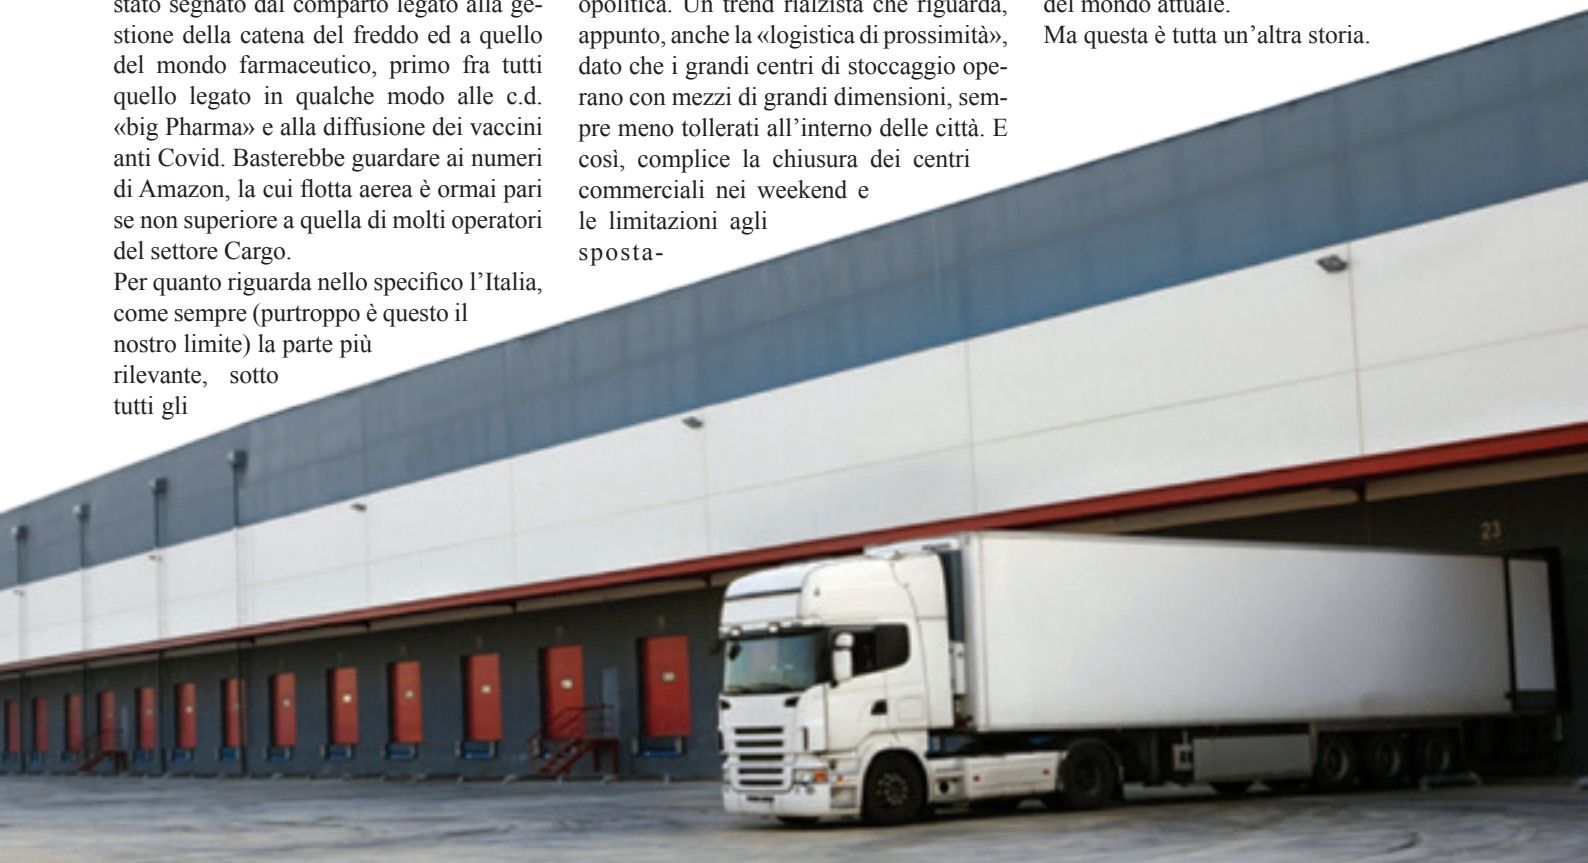 stato segnato dal comparto legato alla ge-
stione della catena del freddo ed a quello
del mondo farmaceutico, primo fra tutti
quello legato in qualche modo alle c.d.
«big Pharma» e alla diffusione dei vaccini
anti Covid. Basterebbe guardare ai numeri
di Amazon, la cui flotta aerea è ormai pari
se non superiore a quella di molti operatori
del settore Cargo.
Per quanto riguarda nello specifico l'Italia,
come sempre (purtroppo è questo il
nostro limite) la parte più
rilevante, sotto
tutti gli
opolitica. Un trend rialzista che riguarda,
appunto, anche la «logistica di prossimità»,
dato che i grandi centri di stoccaggio ope-
rano con mezzi di grandi dimensioni, sem-
pre meno tollerati all'interno delle città. E
così, complice la chiusura dei centri
commerciali nei weekend e
le limitazioni agli
sposta-
del mondo attuale.
Ma questa è tutta un'altra storia.
23